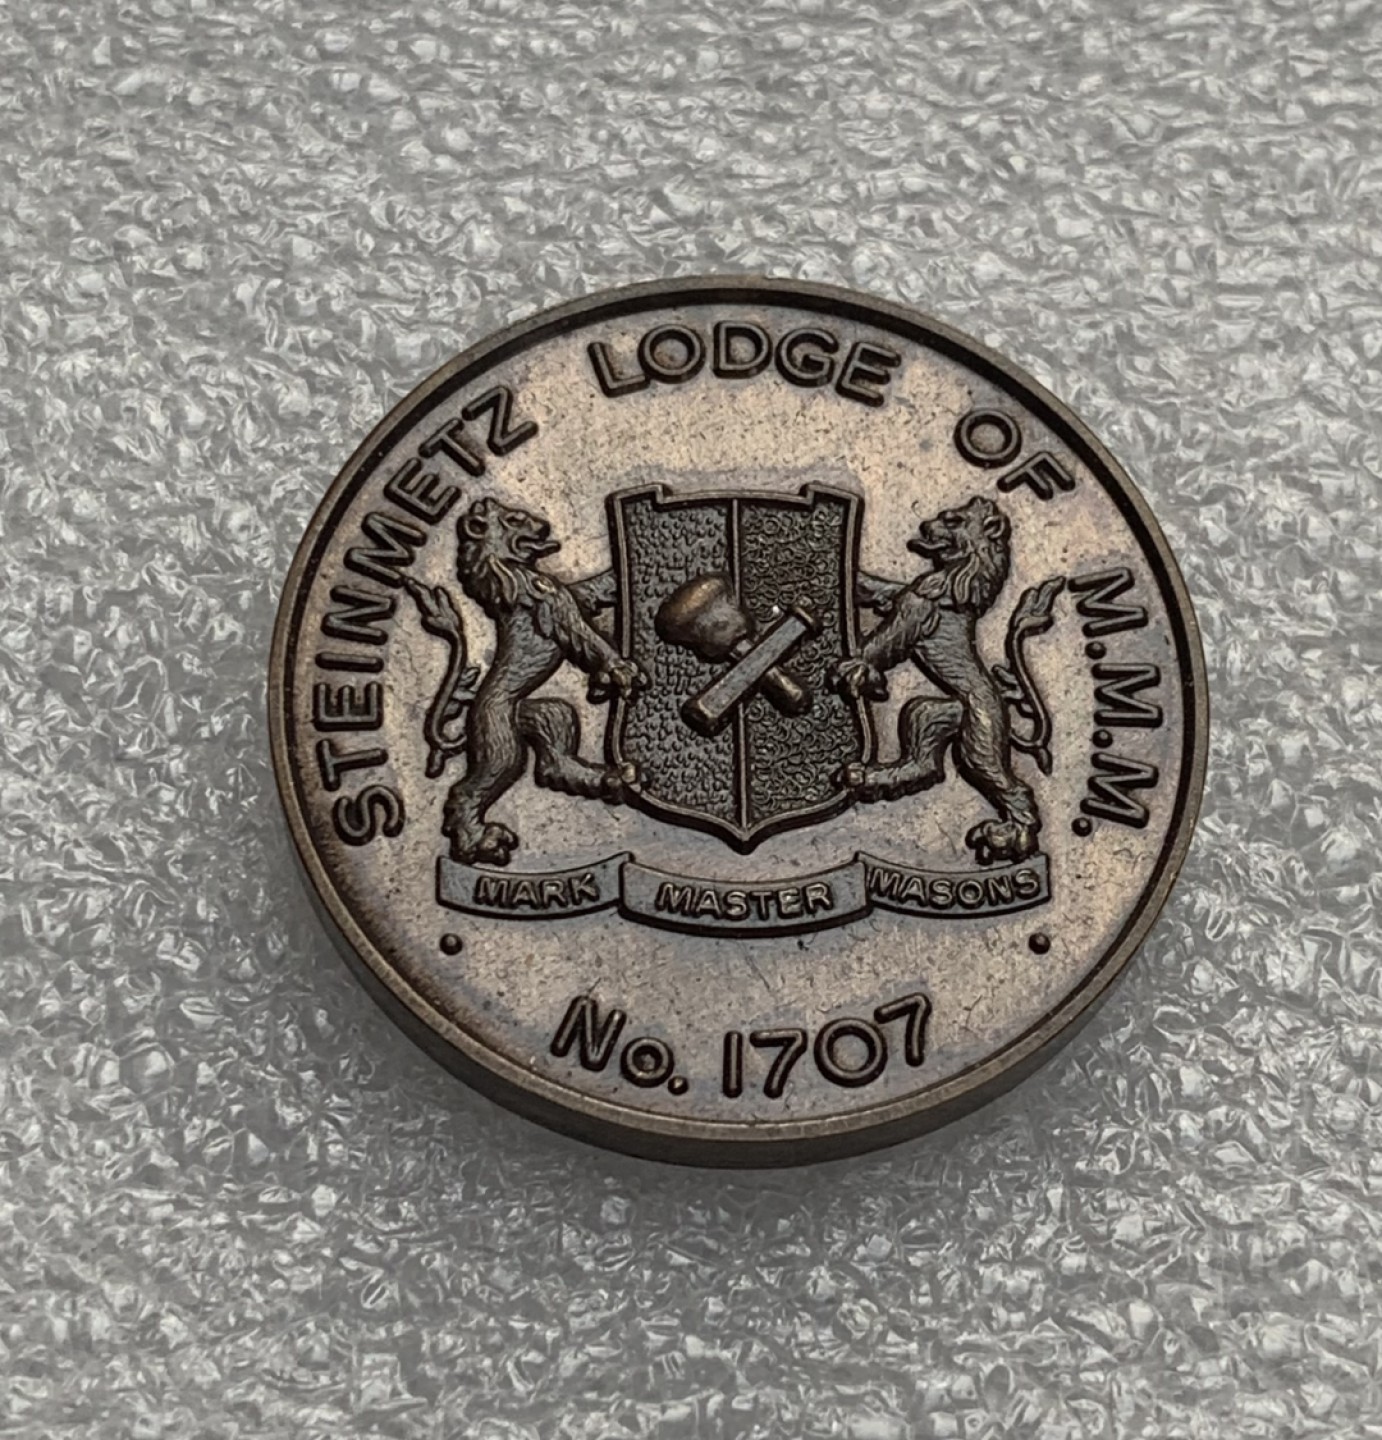 STEINMETZ LODGE OF M.M.M.
MARK MASTER MASONS
No. 1707